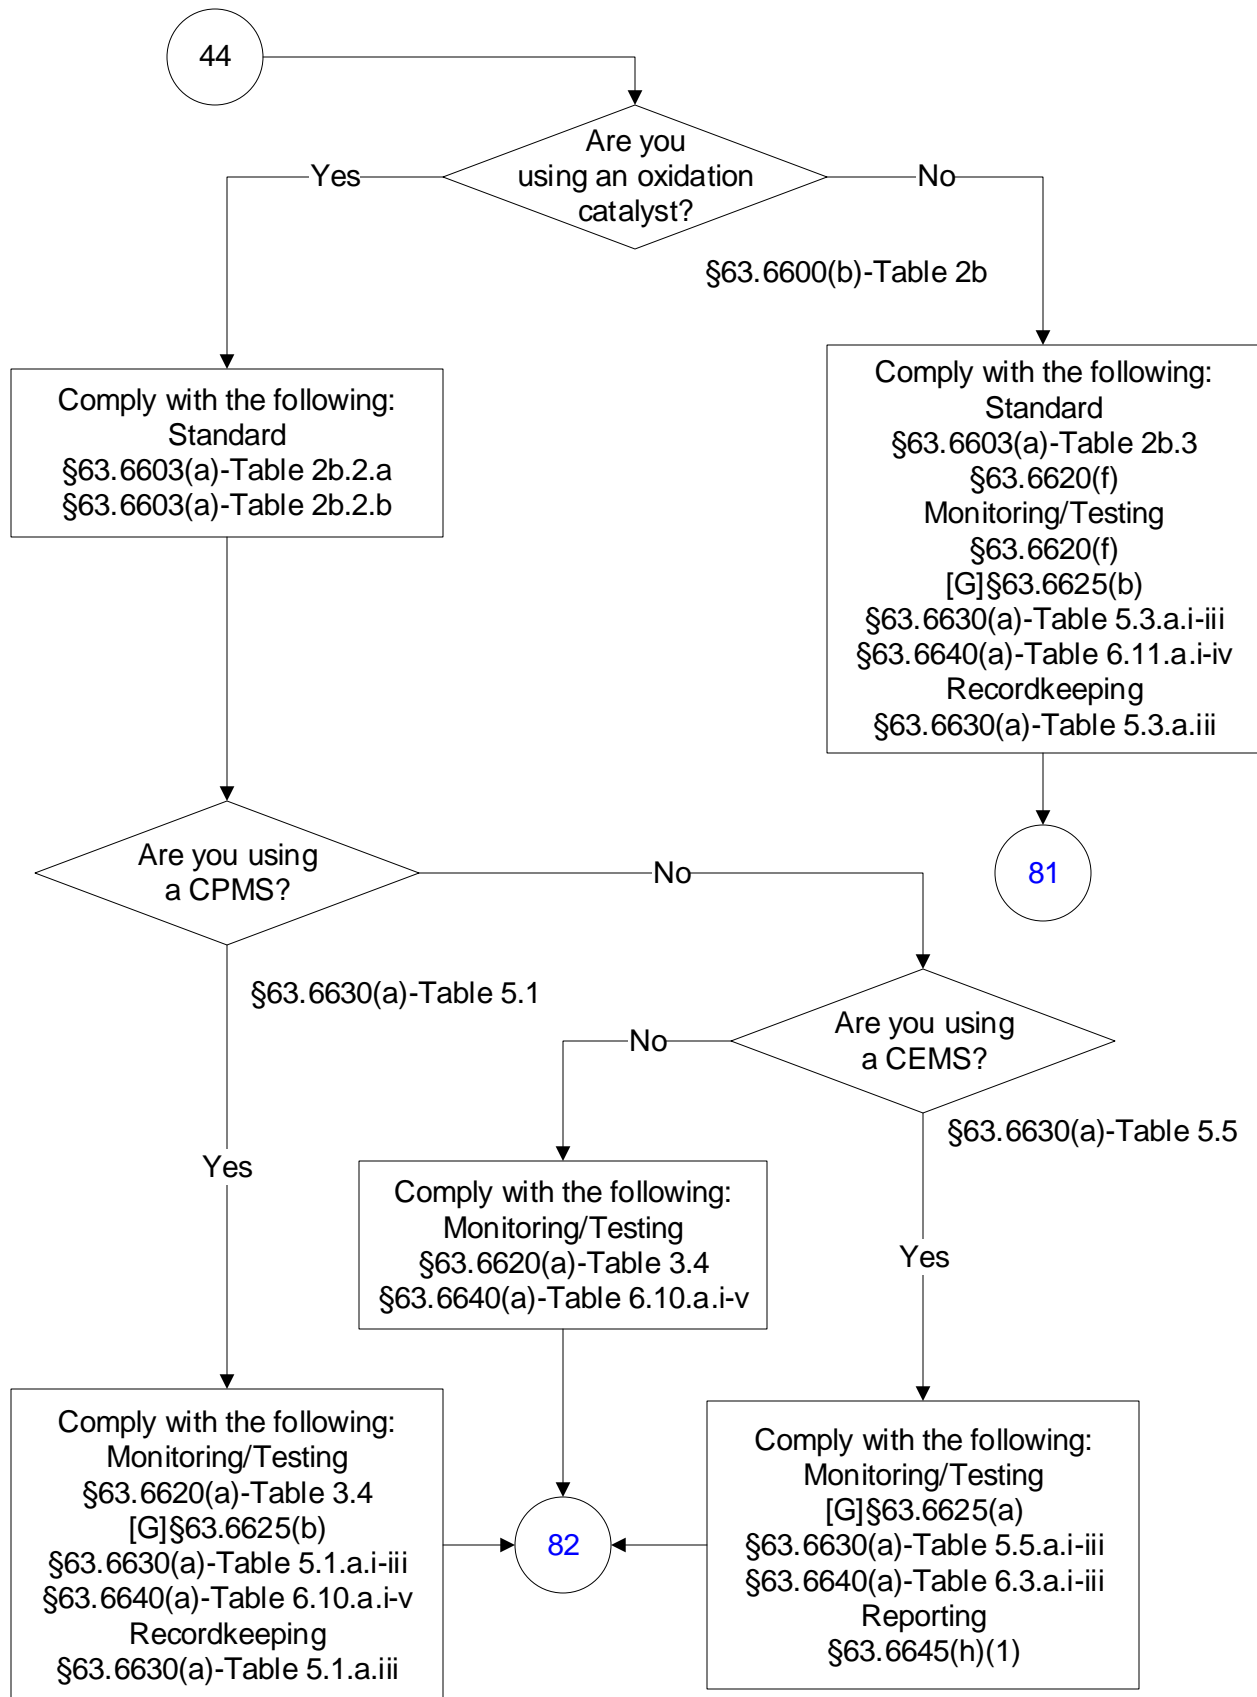 44
Are you
using an oxidation
catalyst?
Yes
No
§63.6600(b)-Table 2b
Comply with the following:
Standard
§63.6603(a)-Table 2b.2.a
§63.6603(a)-Table 2b.2.b
Comply with the following:
Standard
§63.6603(a)-Table 2b.3
§63.6620(f)
Monitoring/Testing
§63.6620(f)
[G]§63.6625(b)
§63.6630(a)-Table 5.3.a.i-iii
§63.6640(a)-Table 6.11.a.i-iv
Recordkeeping
§63.6630(a)-Table 5.3.a.iii
81
Are you using
a CPMS?
No
§63.6630(a)-Table 5.1
Yes
Are you using
a CEMS?
No
§63.6630(a)-Table 5.5
Yes
Comply with the following:
Monitoring/Testing
§63.6620(a)-Table 3.4
§63.6640(a)-Table 6.10.a.i-v
Comply with the following:
Monitoring/Testing
§63.6620(a)-Table 3.4
[G]§63.6625(b)
§63.6630(a)-Table 5.1.a.i-iii
§63.6640(a)-Table 6.10.a.i-v
Recordkeeping
§63.6630(a)-Table 5.1.a.iii
82
Comply with the following:
Monitoring/Testing
[G]§63.6625(a)
§63.6630(a)-Table 5.5.a.i-iii
§63.6640(a)-Table 6.3.a.i-iii
Reporting
§63.6645(h)(1)